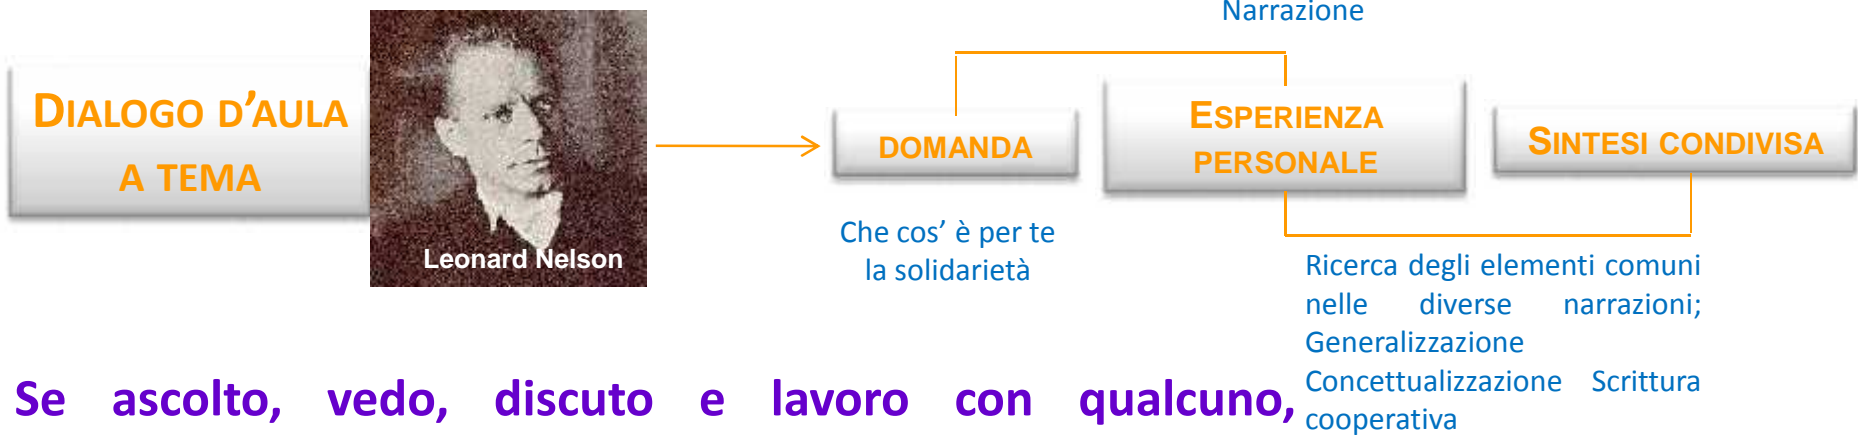 Narrazione
DIALOGO D'AULA
A TEMA
Leonard Nelson
DOMANDA
ESPERIENZA
PERSONALE
SINTESI CONDIVISA
Che cos' è per te
la solidarietà
Ricerca degli elementi comuni
nelle diverse narrazioni;
Generalizzazione
Concettualizzazione Scrittura
cooperativa
Se ascolto, vedo, discuto e lavoro con qualcuno,